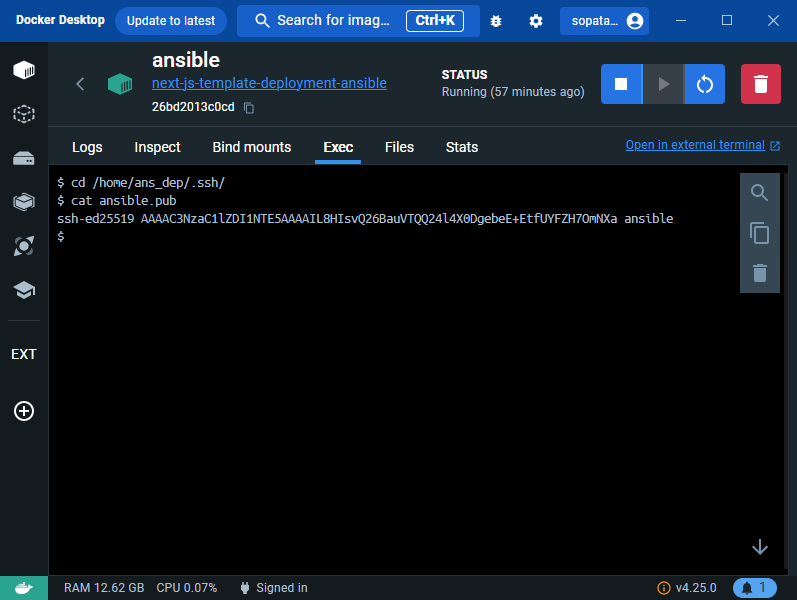 Docker Desktop
Update to latest
Search for imag...
Ctrl+K
sopata...
ansible
next-js-template-deployment-ansible
26bd2013c0cd
STATUS
Running (57 minutes ago)
Logs
Inspect
Bind mounts
Exec
Files
Stats
Open in external terminal
$ cd /home/ans_dep/.ssh/
$ cat ansible.pub
ssh-ed25519 AAAAC3NzaC1lZDI1NTE5AAAAIL8HIsvQ26BauVTQQ24l4X0DgebeE+EtfUYFZH7OmNXa ansible
$
EXT
RAM 12.62 GB
CPU 0.07%
Signed in
v4.25.0
1